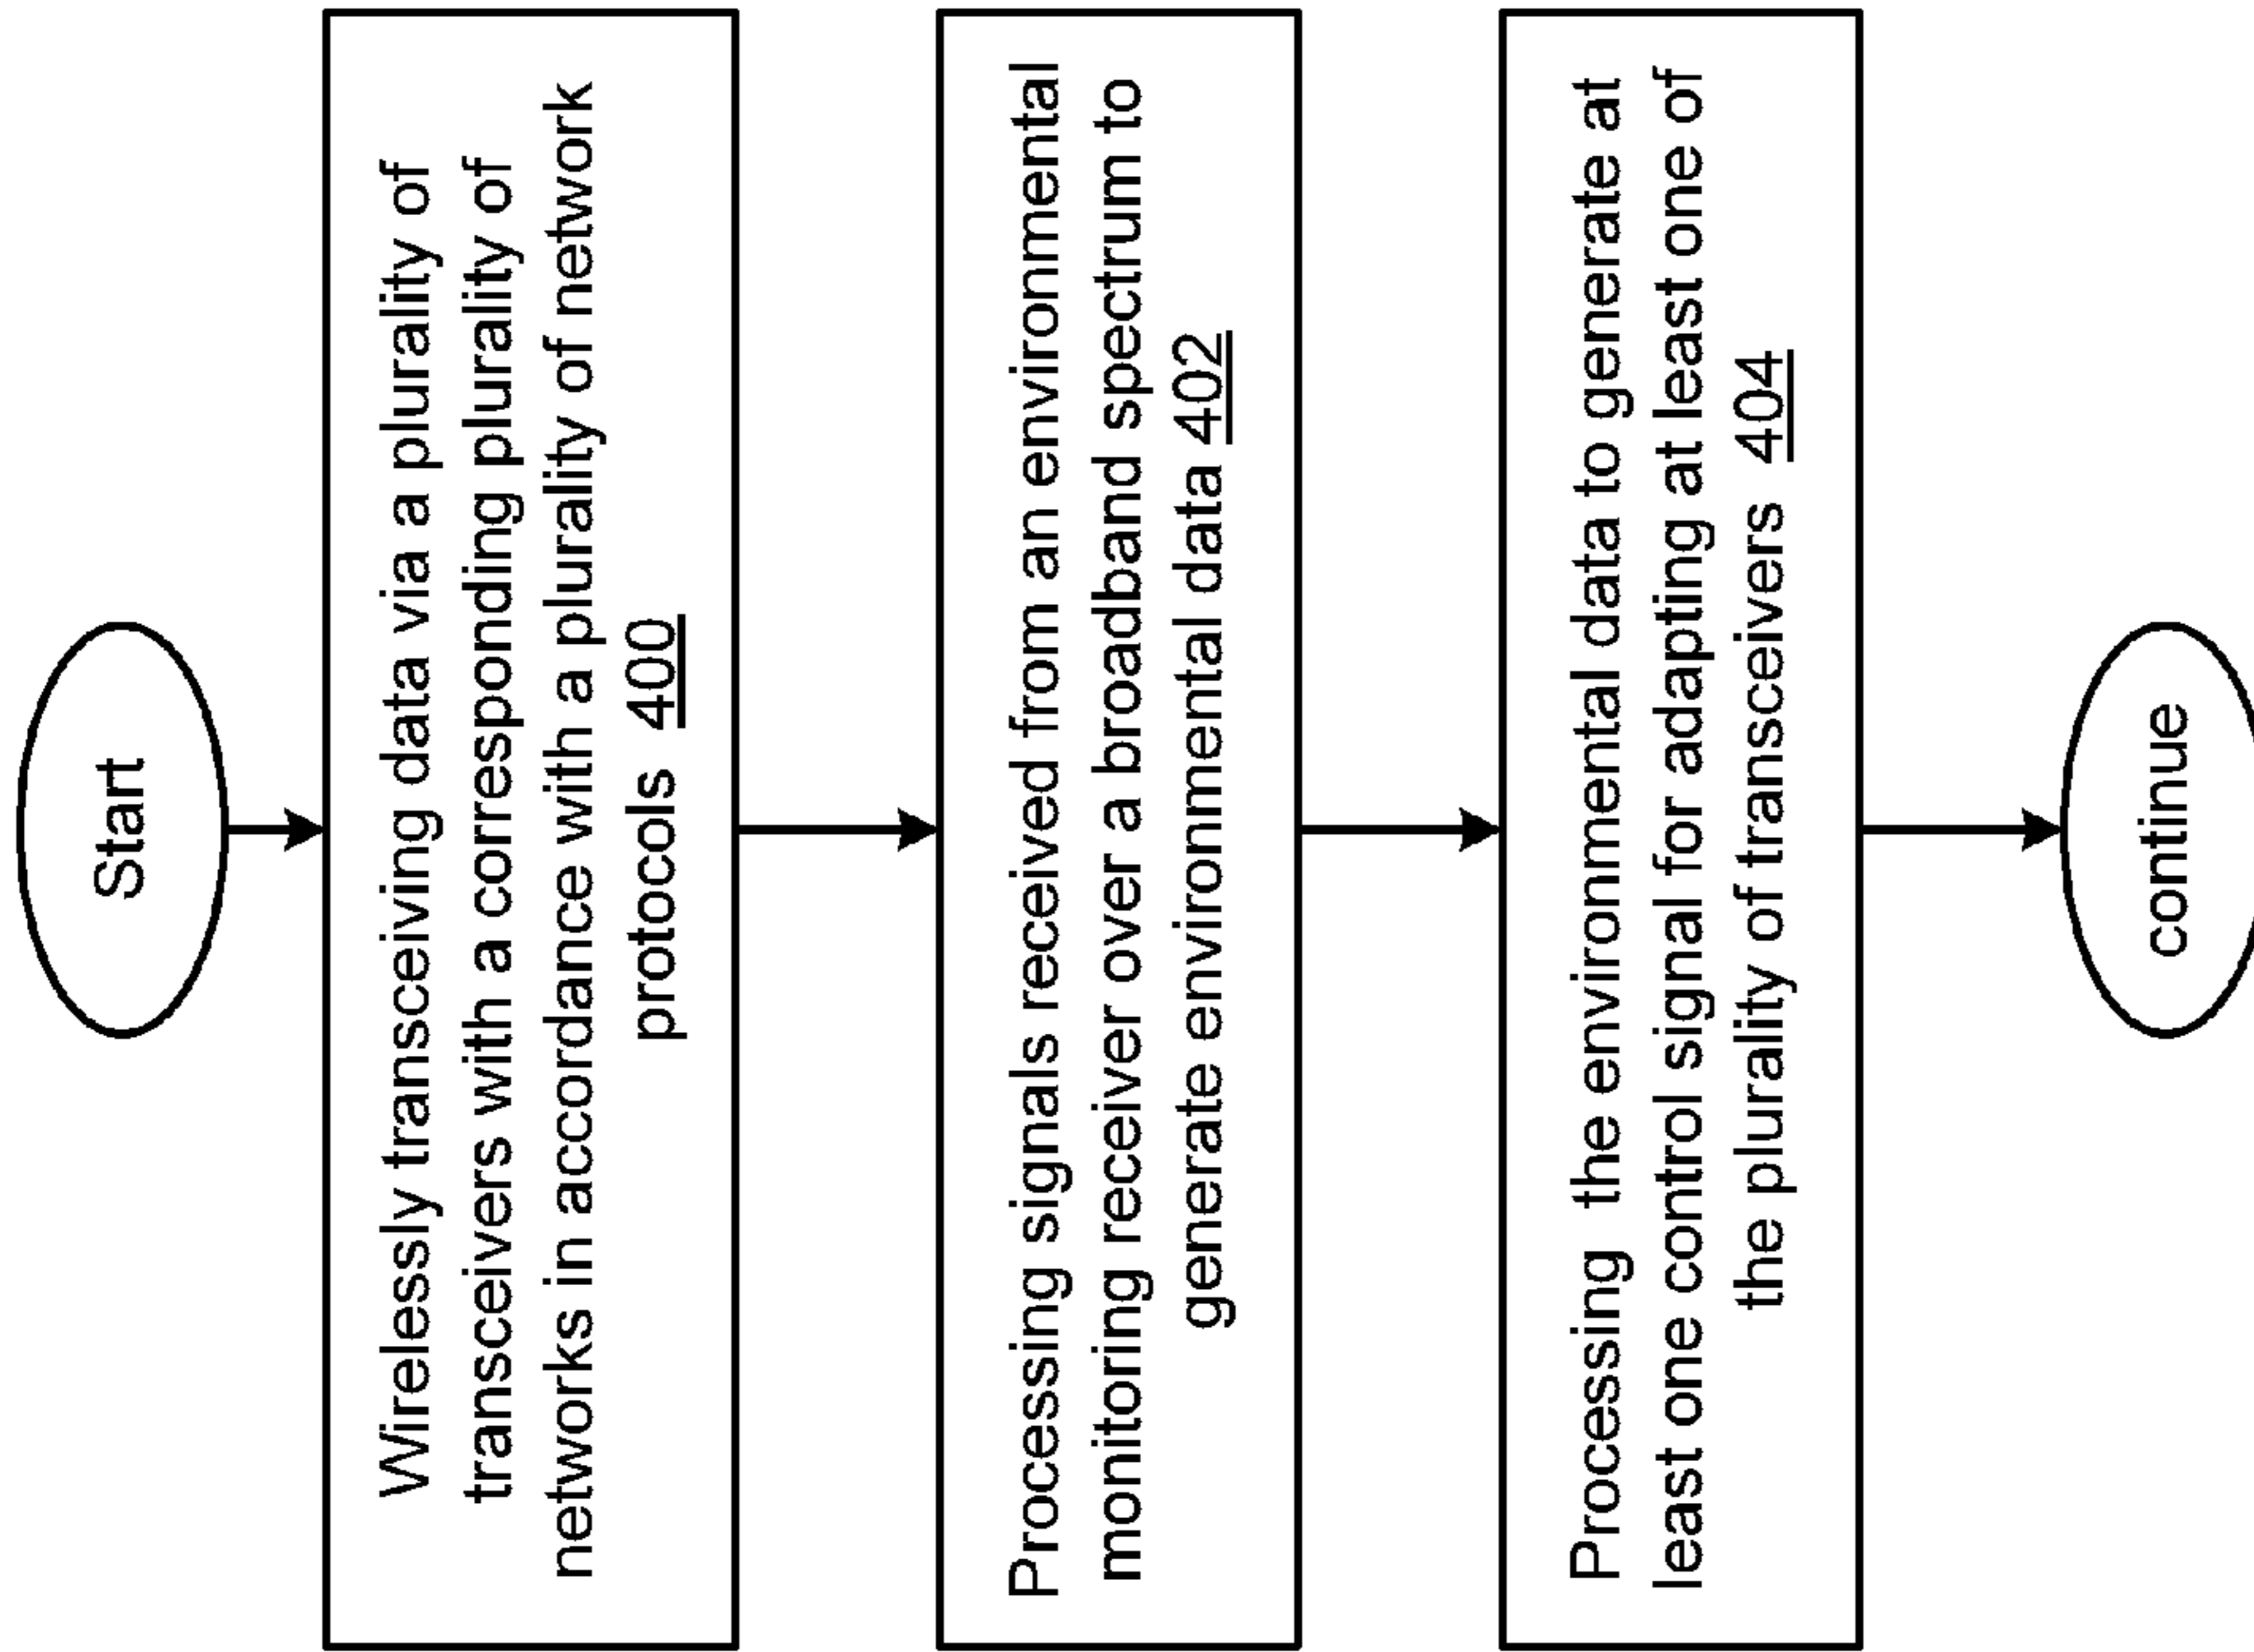 Start
Wirelessly transceiving data via a plurality of
transceivers with a corresponding plurality of
networks in accordance with a plurality of network
protocols 400
Processing signals received from an environmental
monitoring receiver over a broadband spectrum to
generate environmental data 402
Processing the environmental data to generate at
least one control signal for adapting at least one of
the plurality of transceivers 404
continue